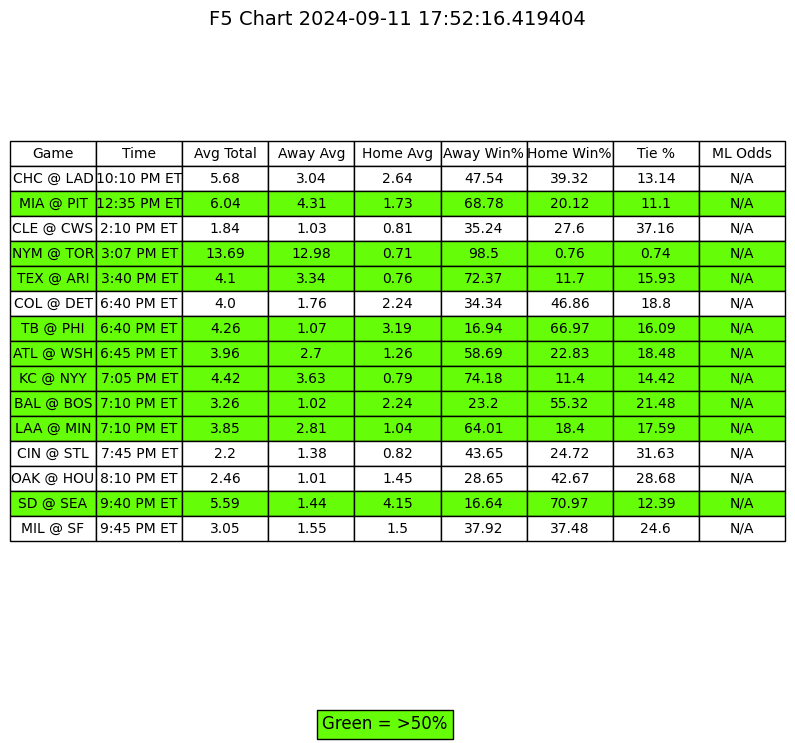 F5 Chart 2024-09-11 17:52:16.419404
Game Time Avg Total Away Avg Home Avg Away Win% Home Win% Tie % ML Odds
CHC @ LAD 10:10 PM ET 5.68 3.04 2.64 47.54 39.32 13.14 N/A
MIA @ PIT 12:35 PM ET 6.04 4.31 1.73 68.78 20.12 11.1 N/A
CLE @ CWS 2:10 PM ET 1.84 1.03 0.81 35.24 27.6 37.16 N/A
NYM @ TOR 3:07 PM ET 13.69 12.98 0.71 98.5 0.76 0.74 N/A
TEX @ ARI 3:40 PM ET 4.1 3.34 0.76 72.37 11.7 15.93 N/A
COL @ DET 6:40 PM ET 4.0 1.76 2.24 34.34 46.86 18.8 N/A
TB @ PHI 6:40 PM ET 4.26 1.07 3.19 16.94 66.97 16.09 N/A
ATL @ WSH 6:45 PM ET 3.96 2.7 1.26 58.69 22.83 18.48 N/A
KC @ NYY 7:05 PM ET 4.42 3.63 0.79 74.18 11.4 14.42 N/A
BAL @ BOS 7:10 PM ET 3.26 1.02 2.24 23.2 55.32 21.48 N/A
LAA @ MIN 7:10 PM ET 3.85 2.81 1.04 64.01 18.4 17.59 N/A
CIN @ STL 7:45 PM ET 2.2 1.38 0.82 43.65 24.72 31.63 N/A
OAK @ HOU 8:10 PM ET 2.46 1.01 1.45 28.65 42.67 28.68 N/A
SD @ SEA 9:40 PM ET 5.59 1.44 4.15 16.64 70.97 12.39 N/A
MIL @ SF 9:45 PM ET 3.05 1.55 1.5 37.92 37.48 24.6 N/A
Green = >50%